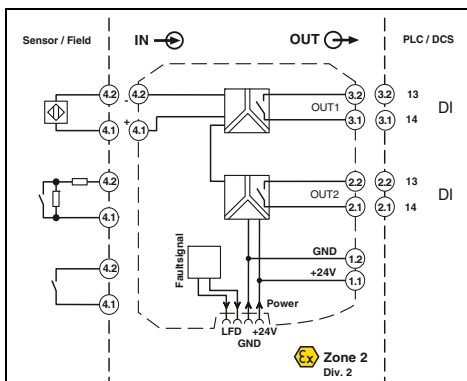 Sensor / Field IN OUT PLC / DCS
4.2 - 4.2 3.2 3.2 13
OUT1 DI
4.1 + 4.1 3.1 3.1 14
4.2 2.2 2.2 13
OUT2 DI
4.1 2.1 2.1 14
Faultsignal
GND 1.2
4.2
+24V 1.1
4.1
Power
LFD +24V
GND
Ex Zone 2
Div. 2